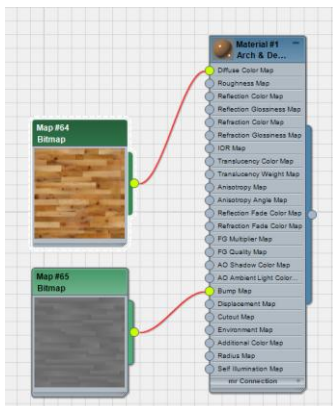 Material #1
Arch & De...
Diffuse Color Map
Roughness Map
Reflection Color Map
Reflection Glossiness Map
Refraction Color Map
Refraction Glossiness Map
IOR Map
Translucency Color Map
Translucency Weight Map
Anisotropy Map
Anisotropy Angle Map
Reflection Fade Color Map
Refraction Fade Color Map
FG Multiplier Map
FG Quality Map
AO Shadow Color Map
AO Ambient Light Color...
Bump Map
Displacement Map
Cutout Map
Environment Map
Additional Color Map
Radius Map
Self Illumination Map
mr Connection
Map #64
Bitmap
Map #65
Bitmap